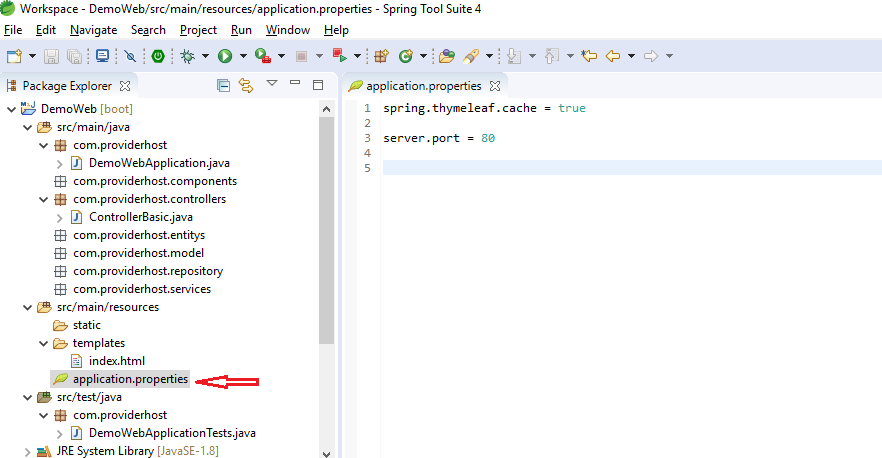 Workspace - DemoWeb/src/main/resources/application.properties - Spring Tool Suite 4
File Edit Navigate Search Project Run Window Help
Package Explorer
DemoWeb [boot]
src/main/java
com.providerhost
DemoWebApplication.java
com.providerhost.components
com.providerhost.controllers
ControllerBasic.java
com.providerhost.entitys
com.providerhost.model
com.providerhost.repository
com.providerhost.services
src/main/resources
static
templates
index.html
application.properties
src/test/java
com.providerhost
DemoWebApplicationTests.java
JRE System Library [JavaSE-1.8]
application.properties
1 spring.thymeleaf.cache = true
2
3 server.port = 80
4
5